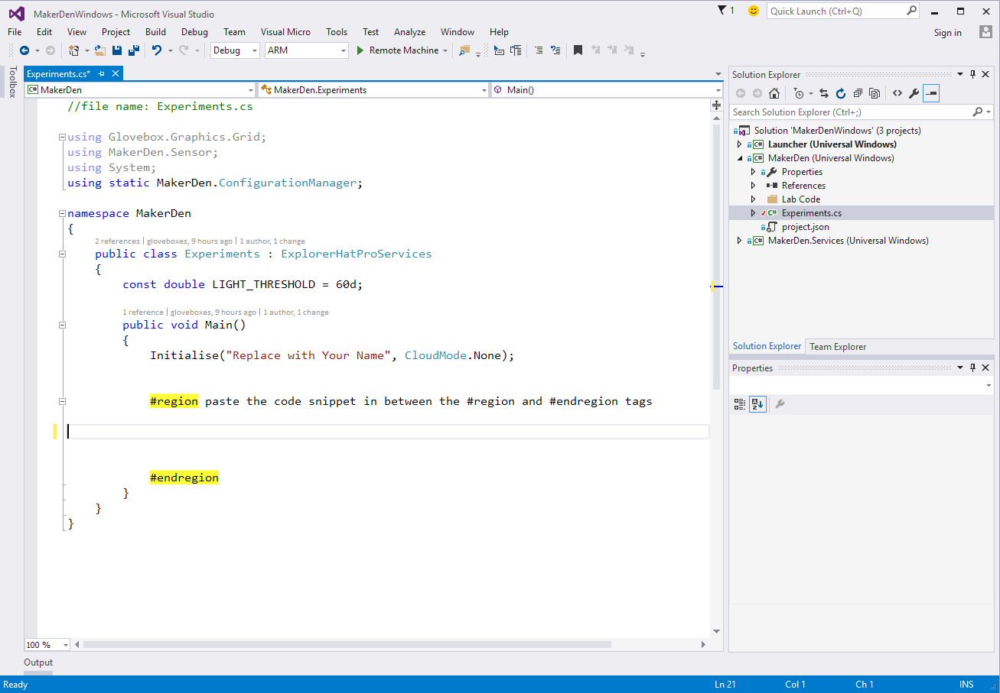 MakerDenWindows - Microsoft Visual Studio
1
Quick Launch (Ctrl+Q)
File Edit View Project Build Debug Team Visual Micro Tools Test Analyze Window Help
Sign in
Debug ARM Remote Machine
Toolbox
Experiments.cs*
C# MakerDen MakerDen.Experiments Main()
//file name: Experiments.cs
using Glovebox.Graphics.Grid;
using MakerDen.Sensor;
using System;
using static MakerDen.ConfigurationManager;
namespace MakerDen
{
2 references | gloveboxes, 9 hours ago | 1 author, 1 change
public class Experiments : ExplorerHatProServices
{
const double LIGHT_THRESHOLD = 60d;
1 reference | gloveboxes, 9 hours ago | 1 author, 1 change
public void Main()
{
Initialise("Replace with Your Name", CloudMode.None);
#region paste the code snippet in between the #region and #endregion tags
#endregion
}
}
}
100 %
Output
Solution Explorer
Search Solution Explorer (Ctrl+;)
Solution 'MakerDenWindows' (3 projects)
C# Launcher (Universal Windows)
C# MakerDen (Universal Windows)
Properties
References
Lab Code
C# Experiments.cs
project.json
C# MakerDen.Services (Universal Windows)
Solution Explorer Team Explorer
Properties
A
Z
Ready Ln 21 Col 1 Ch 1 INS